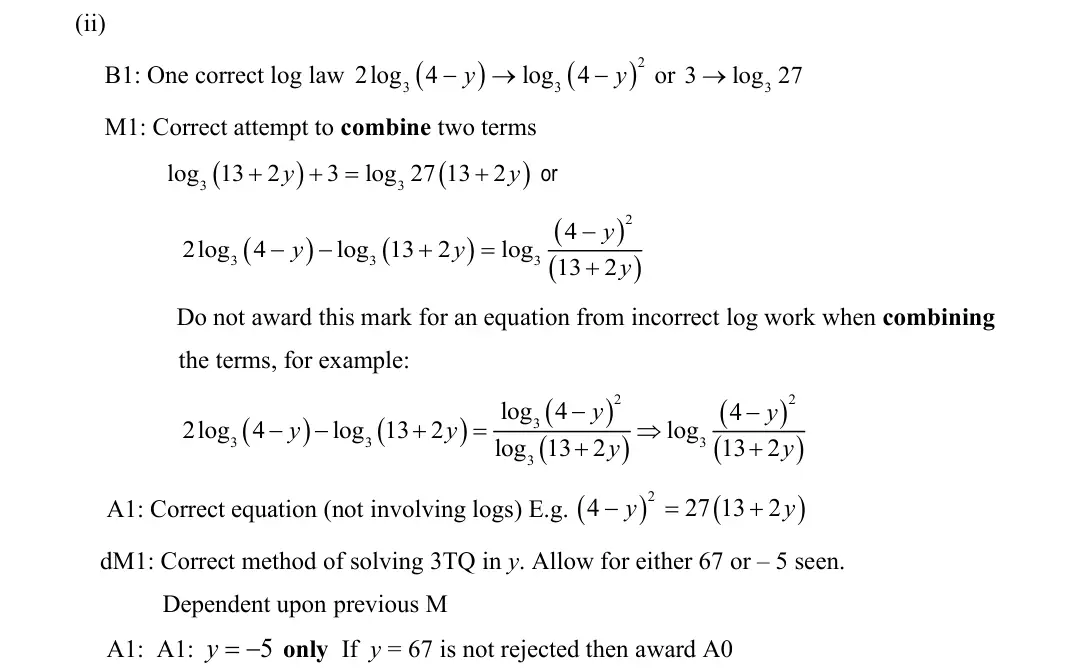 (ii)
B1: One correct log law 2log₃(4 − y) → log₃(4 − y)² or 3 → log₃ 27
M1: Correct attempt to combine two terms
log₃(13 + 2y) + 3 = log₃ 27(13 + 2y) or
2log₃(4 − y) − log₃(13 + 2y) = log₃ (4 − y)² / (13 + 2y)
Do not award this mark for an equation from incorrect log work when combining
the terms, for example:
2log₃(4 − y) − log₃(13 + 2y) = log₃(4 − y)² / log₃(13 + 2y) ⇒ log₃ (4 − y)² / (13 + 2y)
A1: Correct equation (not involving logs) E.g. (4 − y)² = 27(13 + 2y)
dM1: Correct method of solving 3TQ in y. Allow for either 67 or – 5 seen.
Dependent upon previous M
A1: A1: y = −5 only If y = 67 is not rejected then award A0